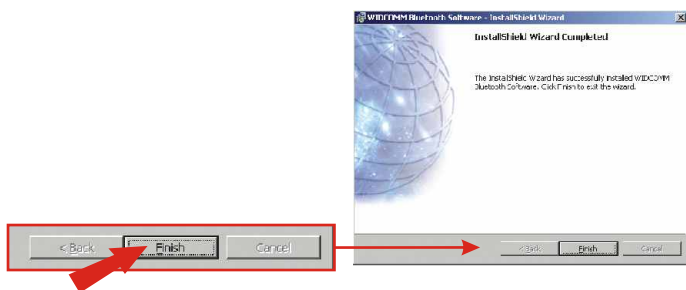 WIDCOMM Bluetooth Software - InstallShield Wizard
InstallShield Wizard Completed
The InstallShield Wizard has successfully installed WIDCOMM
Bluetooth Software. Click Finish to exit the wizard.
< Back Finish Cancel
< Back Finish Cancel